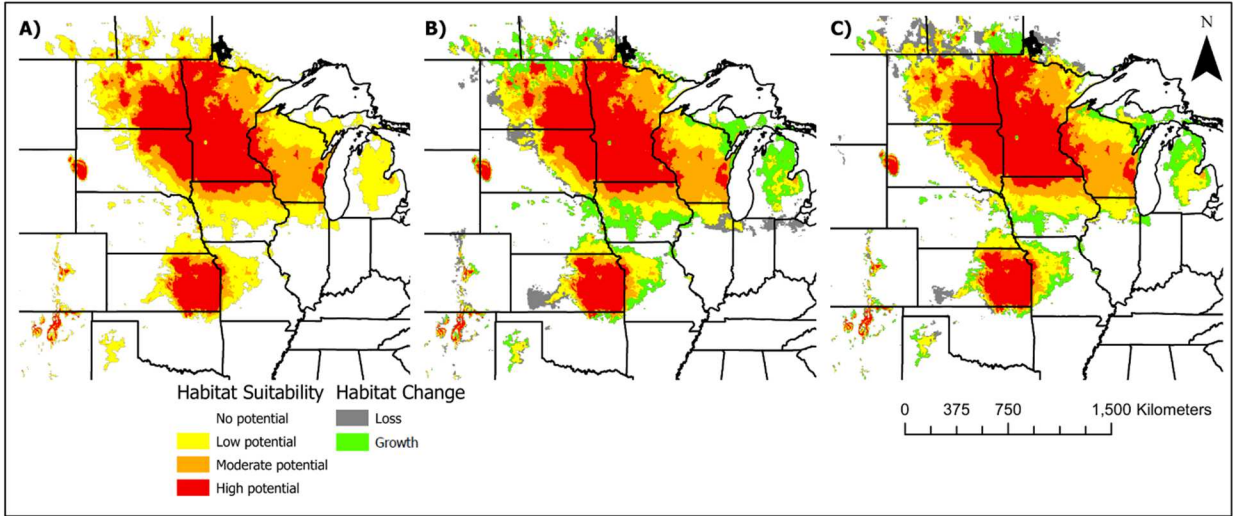 A)
B)
C)
N
Habitat Suitability
No potential
Low potential
Moderate potential
High potential
Habitat Change
Loss
Growth
0 375 750 1,500 Kilometers